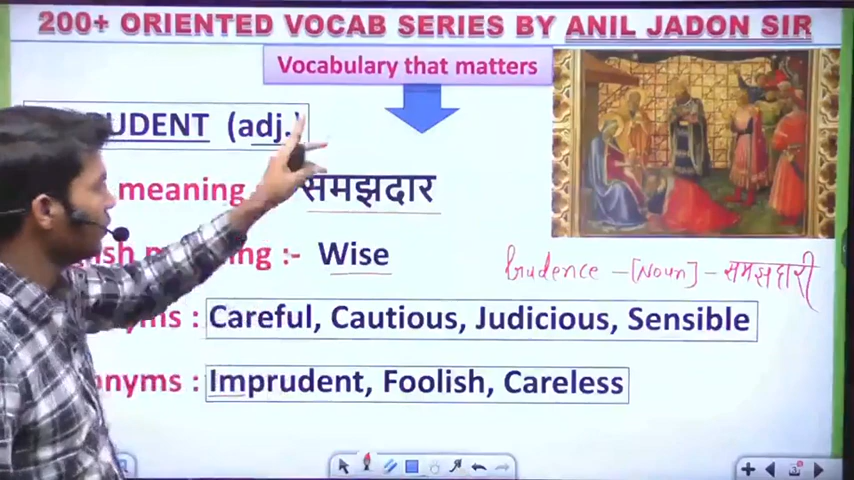 200+ ORIENTED VOCAB SERIES BY ANIL JADON SIR
Vocabulary that matters
UDENT (adj.)
meaning समझदार
:- Wise
Prudence - [Noun] - समझदारी
: Careful, Cautious, Judicious, Sensible
nyms : Imprudent, Foolish, Careless